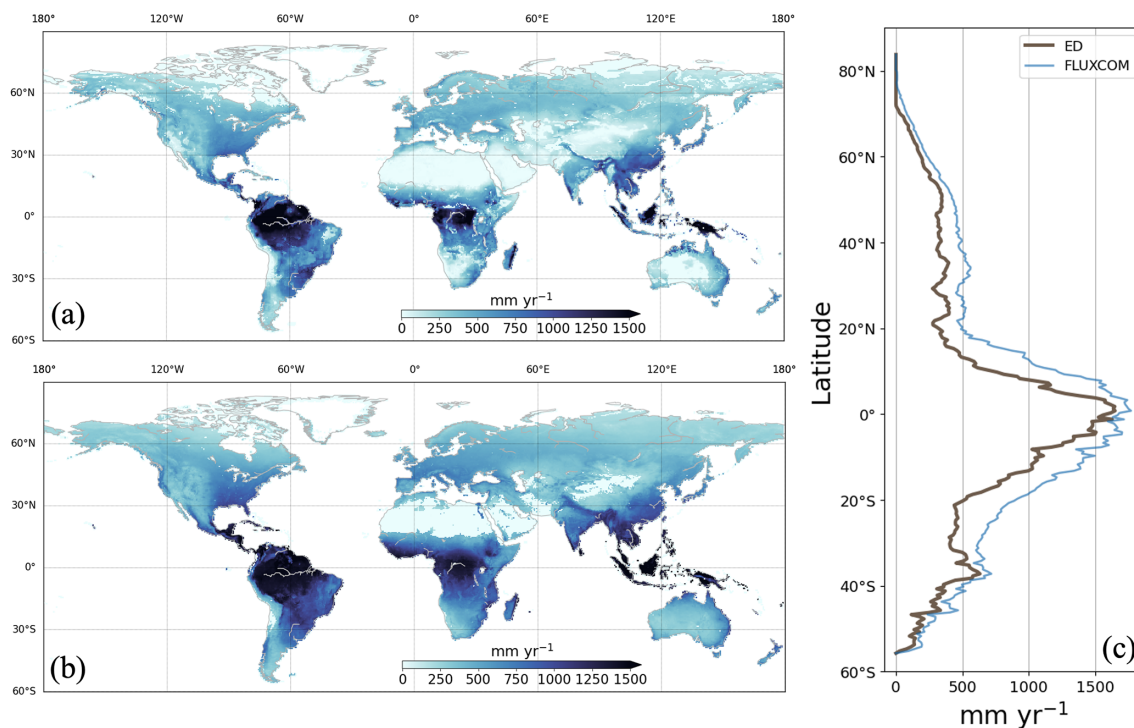 180° 120°W 60°W 0° 60°E 120°E 180°
60°N
30°N
0°
30°S
60°S
(a)
mm yr⁻¹
0 250 500 750 1000 1250 1500
180° 120°W 60°W 0° 60°E 120°E 180°
60°N
30°N
0°
30°S
60°S
(b)
mm yr⁻¹
0 250 500 750 1000 1250 1500
ED
FLUXCOM
80°N
60°N
40°N
20°N
0°
20°S
40°S
60°S
Latitude
(c)
0 500 1000 1500
mm yr⁻¹